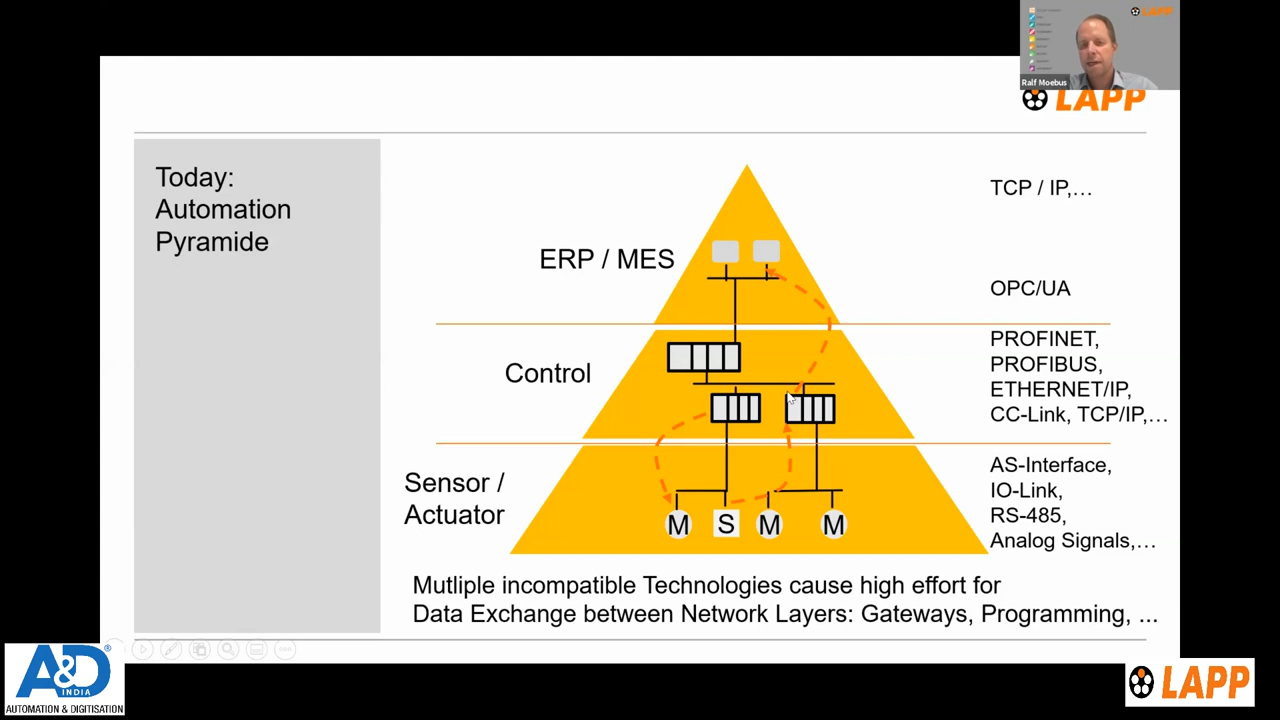 LAPP
Ralf Moebus
LAPP
Today:
Automation
Pyramide
TCP / IP,…
ERP / MES
OPC/UA
Control
PROFINET,
PROFIBUS,
ETHERNET/IP,
CC-Link, TCP/IP,…
Sensor /
Actuator
AS-Interface,
IO-Link,
RS-485,
Analog Signals,…
M S M M
Mutliple incompatible Technologies cause high effort for
Data Exchange between Network Layers: Gateways, Programming, ...
A&D
®
INDIA
AUTOMATION & DIGITISATION
LAPP